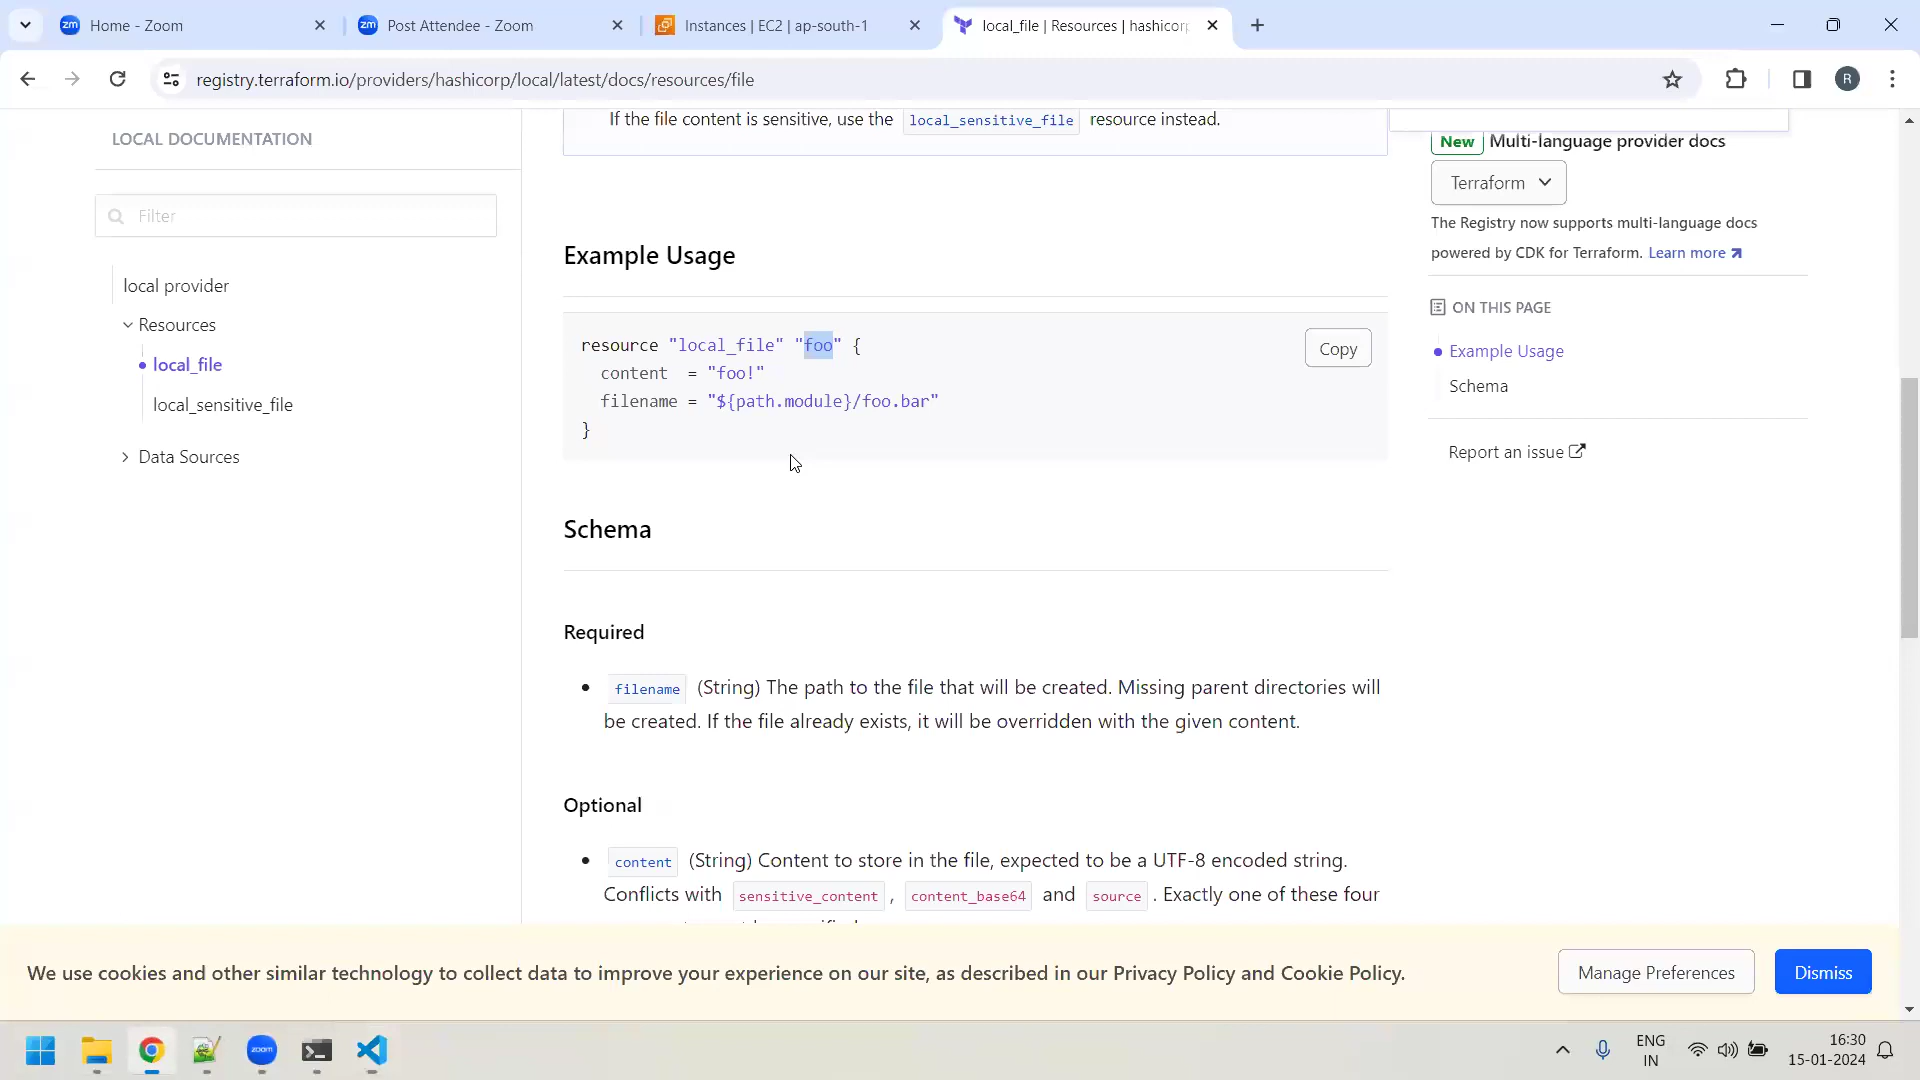 Home - Zoom
Post Attendee - Zoom
Instances | EC2 | ap-south-1
local_file | Resources | hashicorp
registry.terraform.io/providers/hashicorp/local/latest/docs/resources/file
R
LOCAL DOCUMENTATION
Filter
local provider
Resources
local_file
local_sensitive_file
Data Sources
If the file content is sensitive, use the local_sensitive_file resource instead.
Example Usage
resource "local_file" "foo" {
content = "foo!"
filename = "${path.module}/foo.bar"
}
Copy
Schema
Required
filename (String) The path to the file that will be created. Missing parent directories will
be created. If the file already exists, it will be overridden with the given content.
Optional
content (String) Content to store in the file, expected to be a UTF-8 encoded string.
Conflicts with sensitive_content , content_base64 and source . Exactly one of these four
New Multi-language provider docs
Terraform
The Registry now supports multi-language docs
powered by CDK for Terraform. Learn more
ON THIS PAGE
Example Usage
Schema
Report an issue
We use cookies and other similar technology to collect data to improve your experience on our site, as described in our Privacy Policy and Cookie Policy.
Manage Preferences
Dismiss
zoom
ENG
IN
16:30
15-01-2024